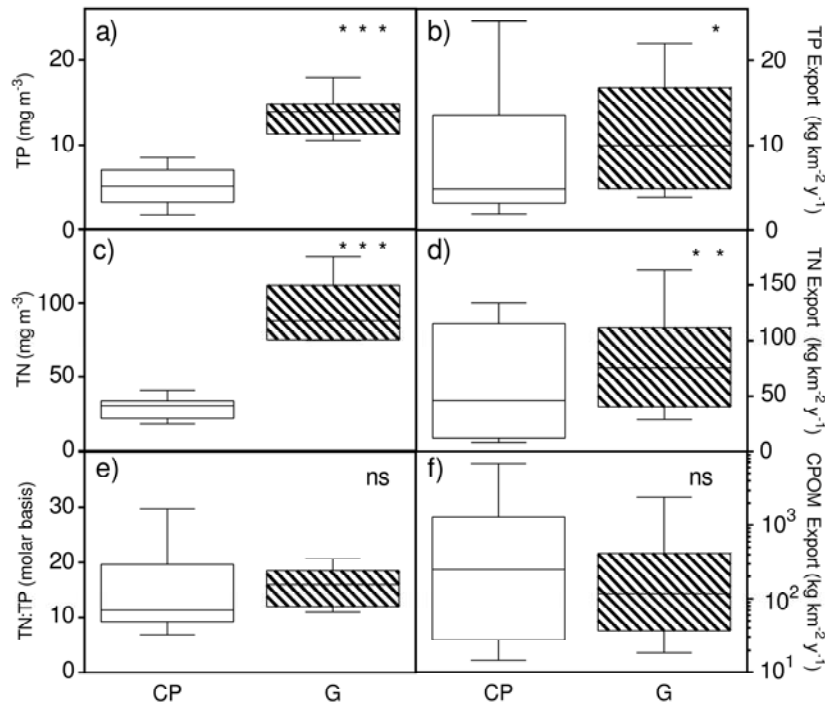 a)
* * *
TP (mg m-3)
20
10
0
b)
*
TP Export (kg km-2 y-1)
20
10
0
c)
* * *
TN (mg m-3)
100
50
0
d)
* *
TN Export (kg km-2 y-1)
150
100
50
0
e)
ns
TN:TP (molar basis)
30
20
10
0
f)
ns
CPOM Export (kg km-2 y-1)
10^3
10^2
10^1
CP
G
CP
G